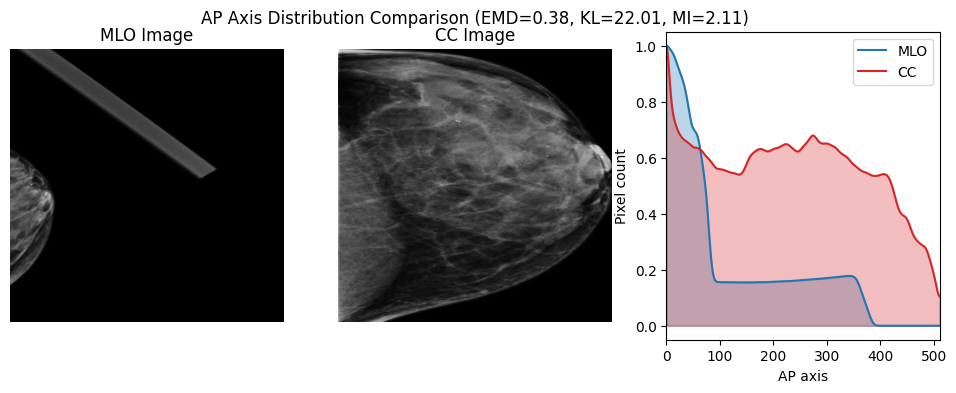 AP Axis Distribution Comparison (EMD=0.38, KL=22.01, MI=2.11)
MLO Image
CC Image
MLO
CC
Pixel count
1.0
0.8
0.6
0.4
0.2
0.0
0 100 200 300 400 500
AP axis